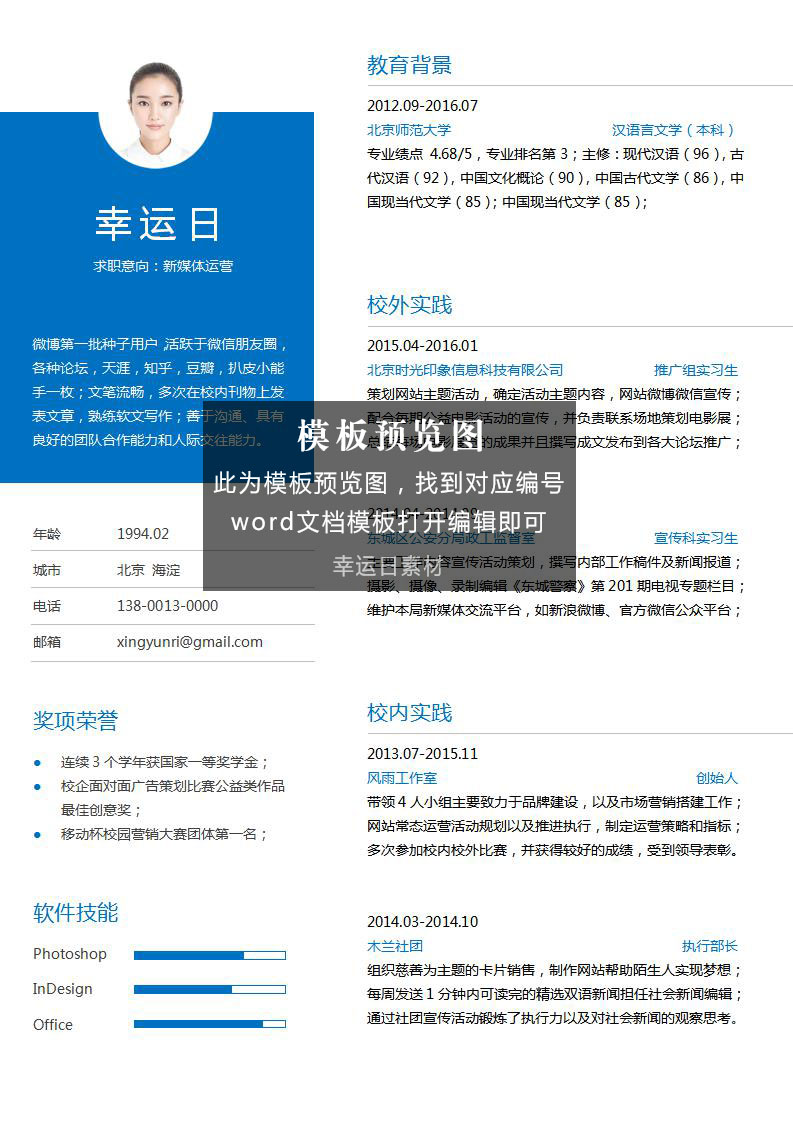 幸运日
求职意向：新媒体运营
微博第一批种子用户，活跃于微信朋友圈，
各种论坛，天涯，知乎，豆瓣，扒皮小能
手一枚；文笔流畅，多次在校内刊物上发
表文章，熟练软文写作；善于沟通、具有
良好的团队合作能力和人际交往能力。
年龄 1994.02
城市 北京 海淀
电话 138-0013-0000
邮箱 xingyunri@gmail.com
奖项荣誉
连续 3 个学年获国家一等奖学金；
校企面对面广告策划比赛公益类作品
最佳创意奖；
移动杯校园营销大赛团体第一名；
软件技能
Photoshop
InDesign
Office
教育背景
2012.09-2016.07
北京师范大学 汉语言文学（本科）
专业绩点 4.68/5，专业排名第 3；主修：现代汉语（96），古
代汉语（92），中国文化概论（90），中国古代文学（86），中
国现当代文学（85）；中国现当代文学（85）；
校外实践
2015.04-2016.01
北京时光印象信息科技有限公司 推广组实习生
策划网站主题活动，确定活动主题内容，网站微博微信宣传；
配合每期公益电影活动的宣传，并负责联系场地策划电影展；
的成果并且撰写成文发布到各大论坛推广；
东城区公安分局政工监督室 宣传科实习生
宣传活动策划，撰写内部工作稿件及新闻报道；
摄影、摄像、录制编辑《东城警察》第 201 期电视专题栏目；
维护本局新媒体交流平台，如新浪微博、官方微信公众平台；
校内实践
2013.07-2015.11
风雨工作室 创始人
带领 4 人小组主要致力于品牌建设，以及市场营销搭建工作；
网站常态运营活动规划以及推进执行，制定运营策略和指标；
多次参加校内校外比赛，并获得较好的成绩，受到领导表彰。
2014.03-2014.10
木兰社团 执行部长
组织慈善为主题的卡片销售，制作网站帮助陌生人实现梦想；
每周发送 1 分钟内可读完的精选双语新闻担任社会新闻编辑；
通过社团宣传活动锻炼了执行力以及对社会新闻的观察思考。
模板预览图
此为模板预览图，找到对应编号
word文档模板打开编辑即可
幸运日素材